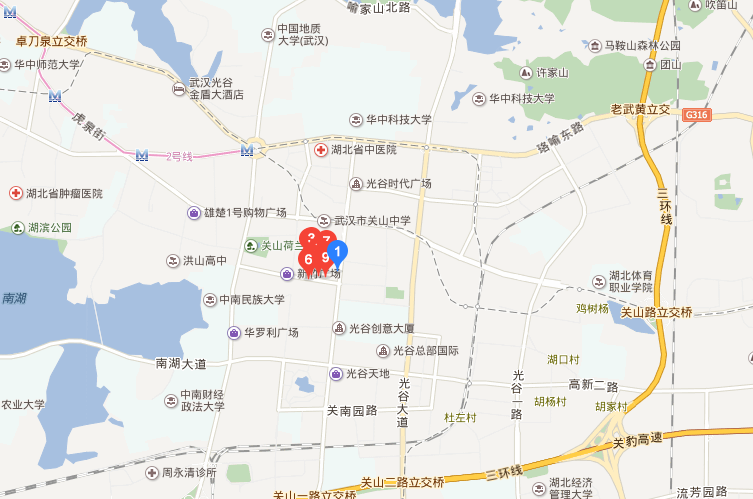 喻家山北路
吹笛山
中国地质
大学(武汉)
卓刀泉立交桥
马鞍山森林公园
团山
华中师范大学
许家山
武汉光谷
金盾大酒店
华中科技大学
老武黄立交
G316
华中科技大学
虎泉街
珞喻东路
2号线
湖北省中医院
光谷时代广场
湖北省肿瘤医院
三环线
雄楚1号购物广场
武汉市关山中学
湖滨公园
3
7
1
关山荷兰
6
9
洪山高中
新竹广场
湖北体育
职业学院
南湖
中南民族大学
鸡树杨
关山路立交桥
华罗利广场
光谷创意大厦
光谷总部国际
湖口村
南湖大道
光谷天地
光谷大道
光谷一路
高新二路
中南财经
政法大学
农业大学
关南园路
杜左村
胡杨村
胡家村
关豹高速
周永清诊所
三环线
关山二路立交桥
关山一路立交桥
湖北经济
管理大学
流芳园路